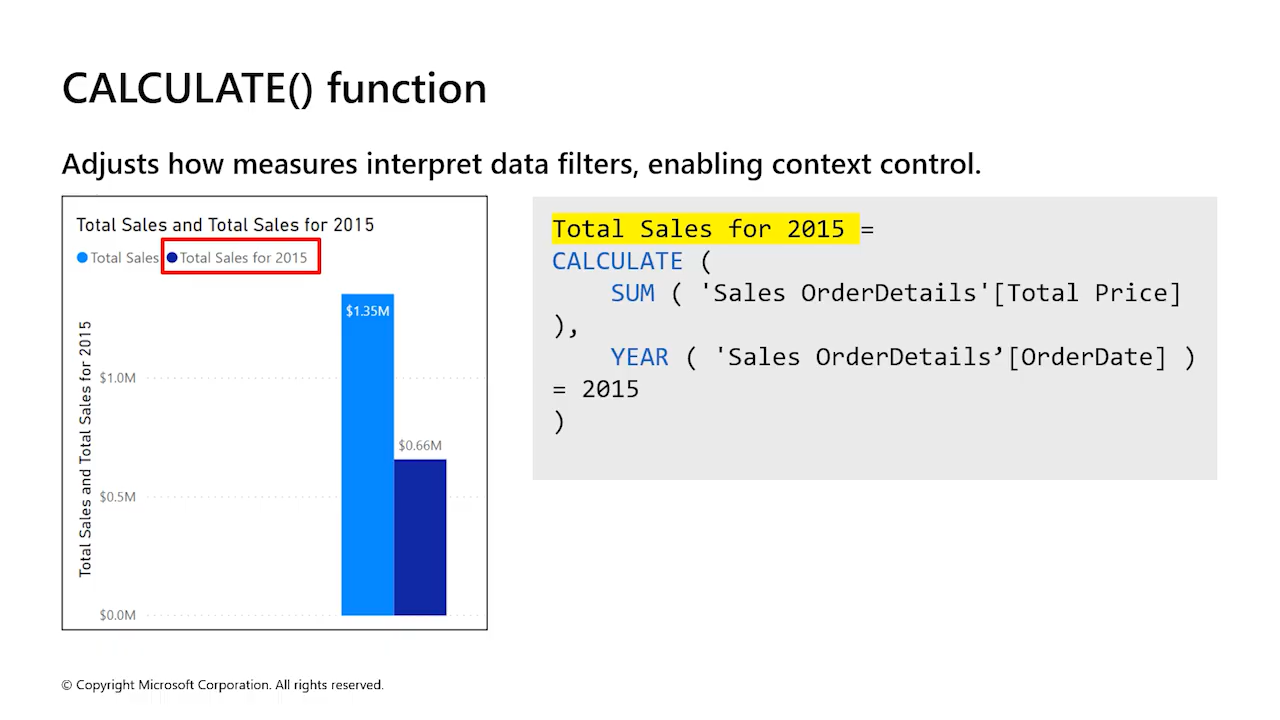 CALCULATE() function
Adjusts how measures interpret data filters, enabling context control.
Total Sales and Total Sales for 2015
Total Sales Total Sales for 2015
Total Sales and Total Sales for 2015
$1.35M
$1.0M
$0.66M
$0.5M
$0.0M
Total Sales for 2015 =
CALCULATE (
SUM ( 'Sales OrderDetails'[Total Price]
),
YEAR ( 'Sales OrderDetails’[OrderDate] )
= 2015
)
© Copyright Microsoft Corporation. All rights reserved.